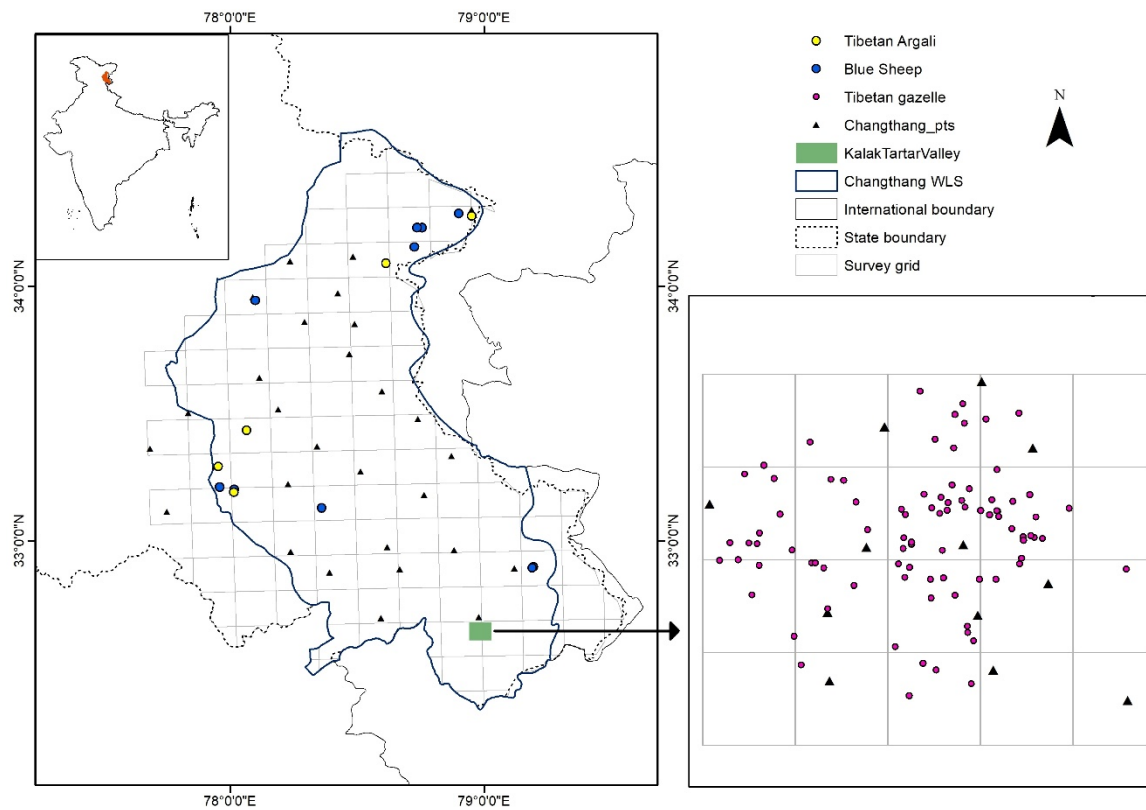 78°0'0"E
79°0'0"E
34°0'0"N
33°0'0"N
34°0'0"N
33°0'0"N
78°0'0"E
79°0'0"E
Tibetan Argali
Blue Sheep
Tibetan gazelle
Changthang_pts
KalakTartarValley
Changthang WLS
International boundary
State boundary
Survey grid
N